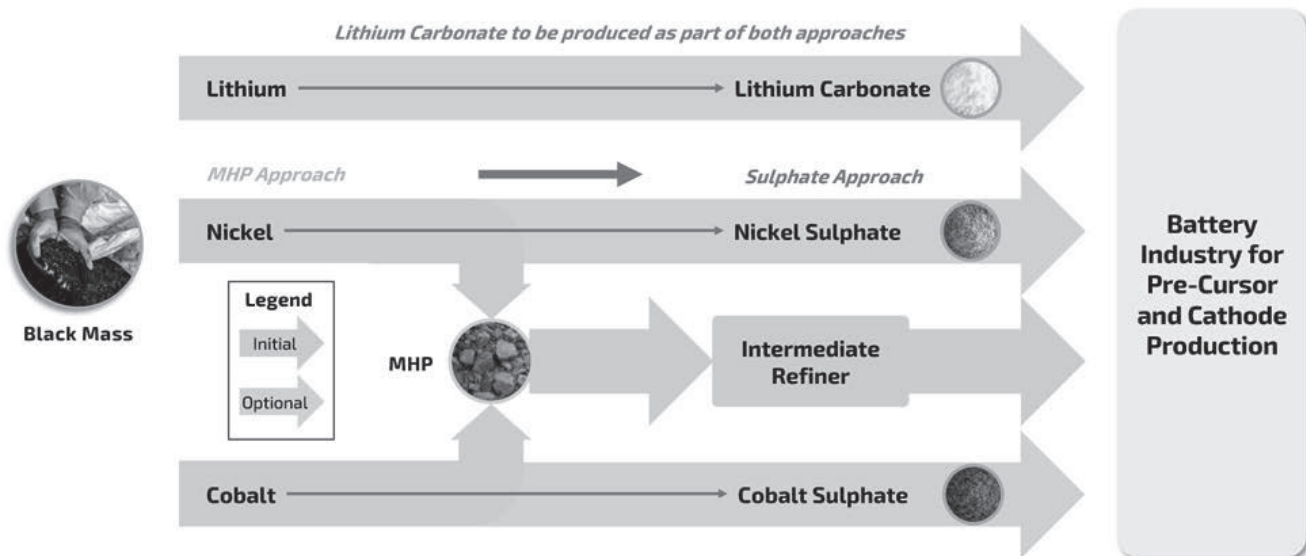 Lithium Carbonate to be produced as part of both approaches
Lithium
Lithium Carbonate
MHP Approach
Sulphate Approach
Nickel
Nickel Sulphate
Black Mass
Legend
Initial
Optional
MHP
Intermediate
Refiner
Cobalt
Cobalt Sulphate
Battery
Industry for
Pre-Cursor
and Cathode
Production